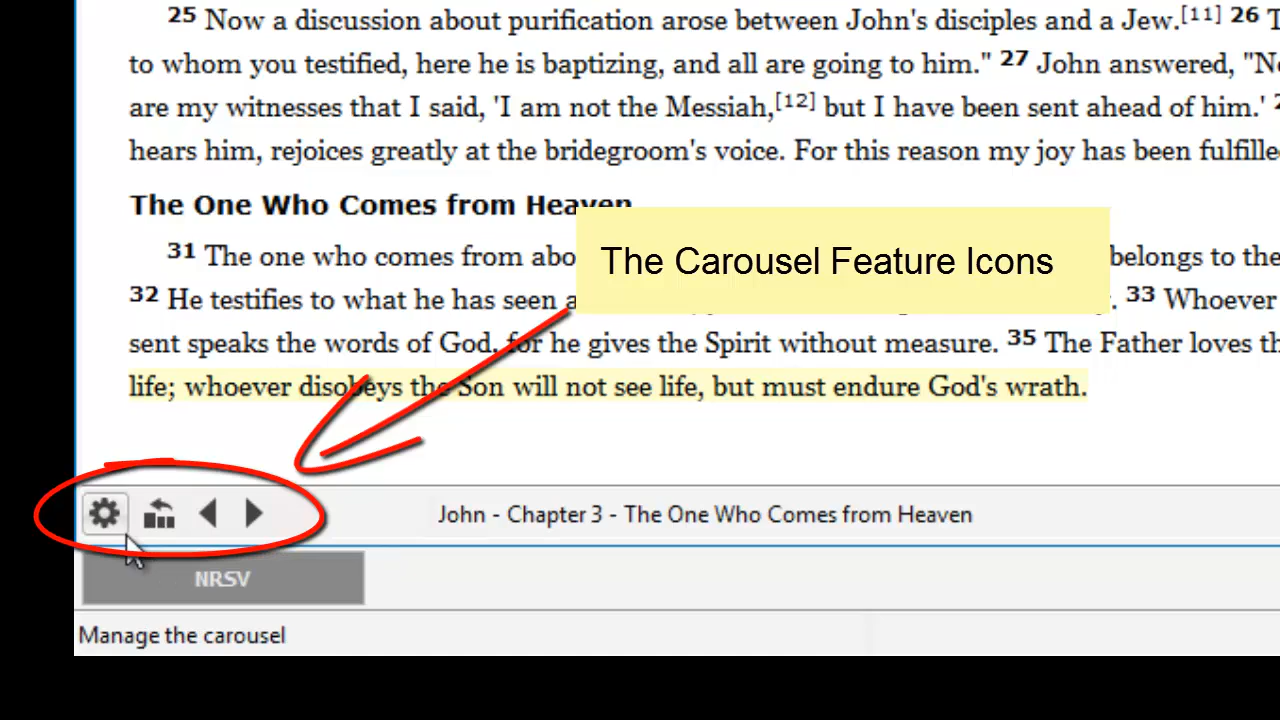 25 Now a discussion about purification arose between John's disciples and a Jew.[11] 26
to whom you testified, here he is baptizing, and all are going to him." 27 John answered, "No
are my witnesses that I said, 'I am not the Messiah,[12] but I have been sent ahead of him.'
hears him, rejoices greatly at the bridegroom's voice. For this reason my joy has been fulfille
The One Who Comes from Heaven
31 The one who comes from abo
The Carousel Feature Icons
belongs to the
32 He testifies to what he has seen a
33 Whoever
sent speaks the words of God, for he gives the Spirit without measure. 35 The Father loves th
life; whoever disobeys the Son will not see life, but must endure God's wrath.
John - Chapter 3 - The One Who Comes from Heaven
NRSV
Manage the carousel